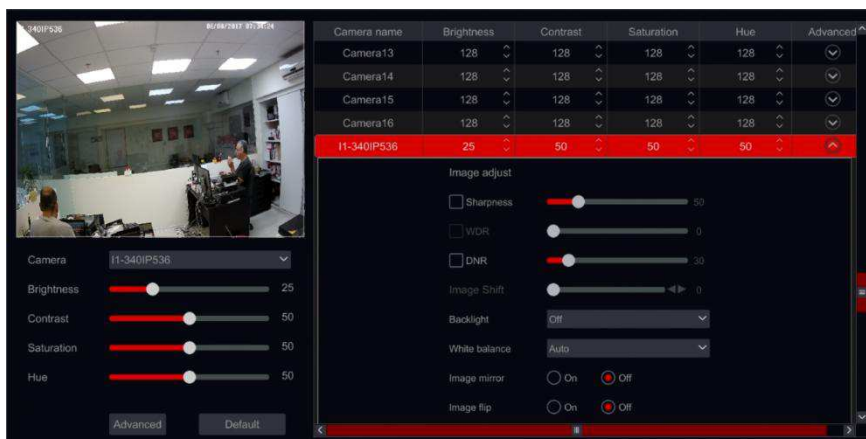 340IP536
Camera I1-340IP536
Brightness 25
Contrast 50
Saturation 50
Hue 50
Advanced Default
Camera name Brightness Contrast Saturation Hue Advanced
Camera13 128 128 128 128
Camera14 128 128 128 128
Camera15 128 128 128 128
Camera16 128 128 128 128
I1-340IP536 25 50 50 50
Image adjust
Sharpness 50
WDR 0
DNR 30
Image Shift 0
Backlight Off
White balance Auto
Image mirror On Off
Image flip On Off